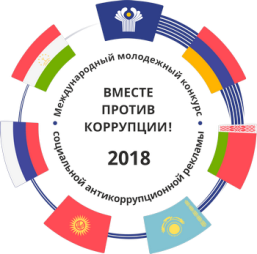 международный молодежный конкурс
ВМЕСТЕ
ПРОТИВ
КОРРУПЦИИ!
2018
социальной антикоррупционной рекламы